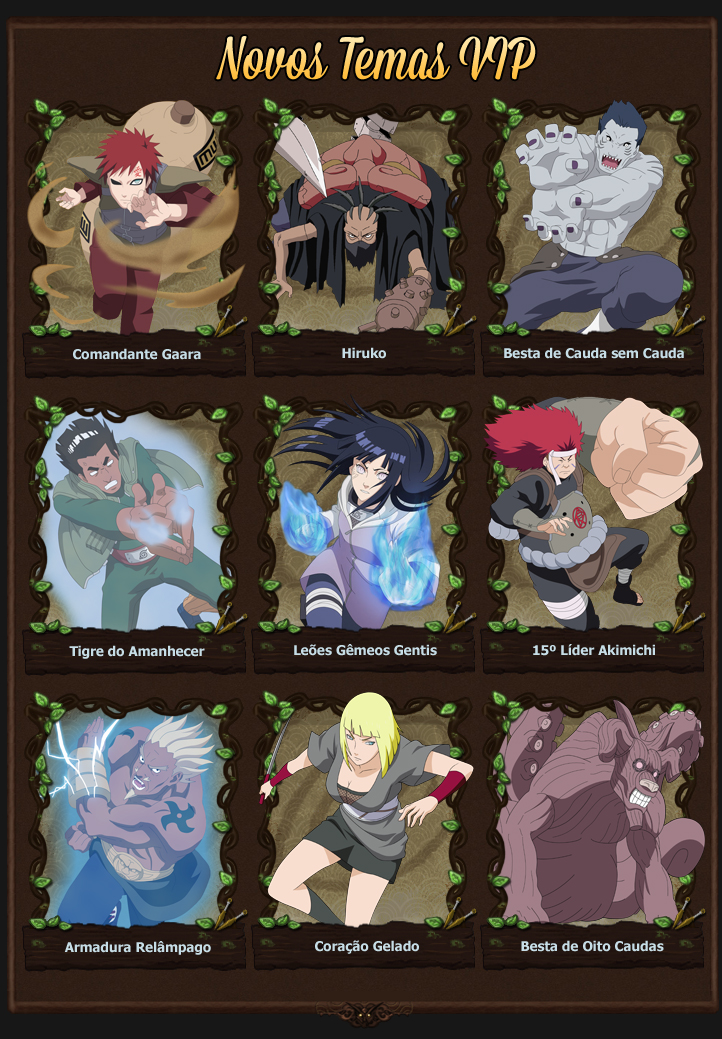 Novos Temas VIP
Comandante Gaara
Hiruko
Besta de Cauda sem Cauda
Tigre do Amanhecer
Leões Gêmeos Gentis
15º Líder Akimichi
Armadura Relâmpago
Coração Gelado
Besta de Oito Caudas